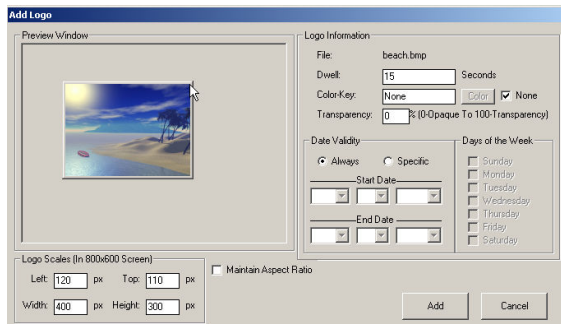 Add Logo
Preview Window
Logo Information
File: beach.bmp
Dwell: 15 Seconds
Color-Key: None Color None
Transparency: 0 % (0-Opaque To 100-Transparency)
Date Validity
Always Specific
Start Date
End Date
Days of the Week
Sunday
Monday
Tuesday
Wednesday
Thursday
Friday
Saturday
Logo Scales (In 800x600 Screen)
Left: 120 px Top: 110 px
Width: 400 px Height: 300 px
Maintain Aspect Ratio
Add Cancel